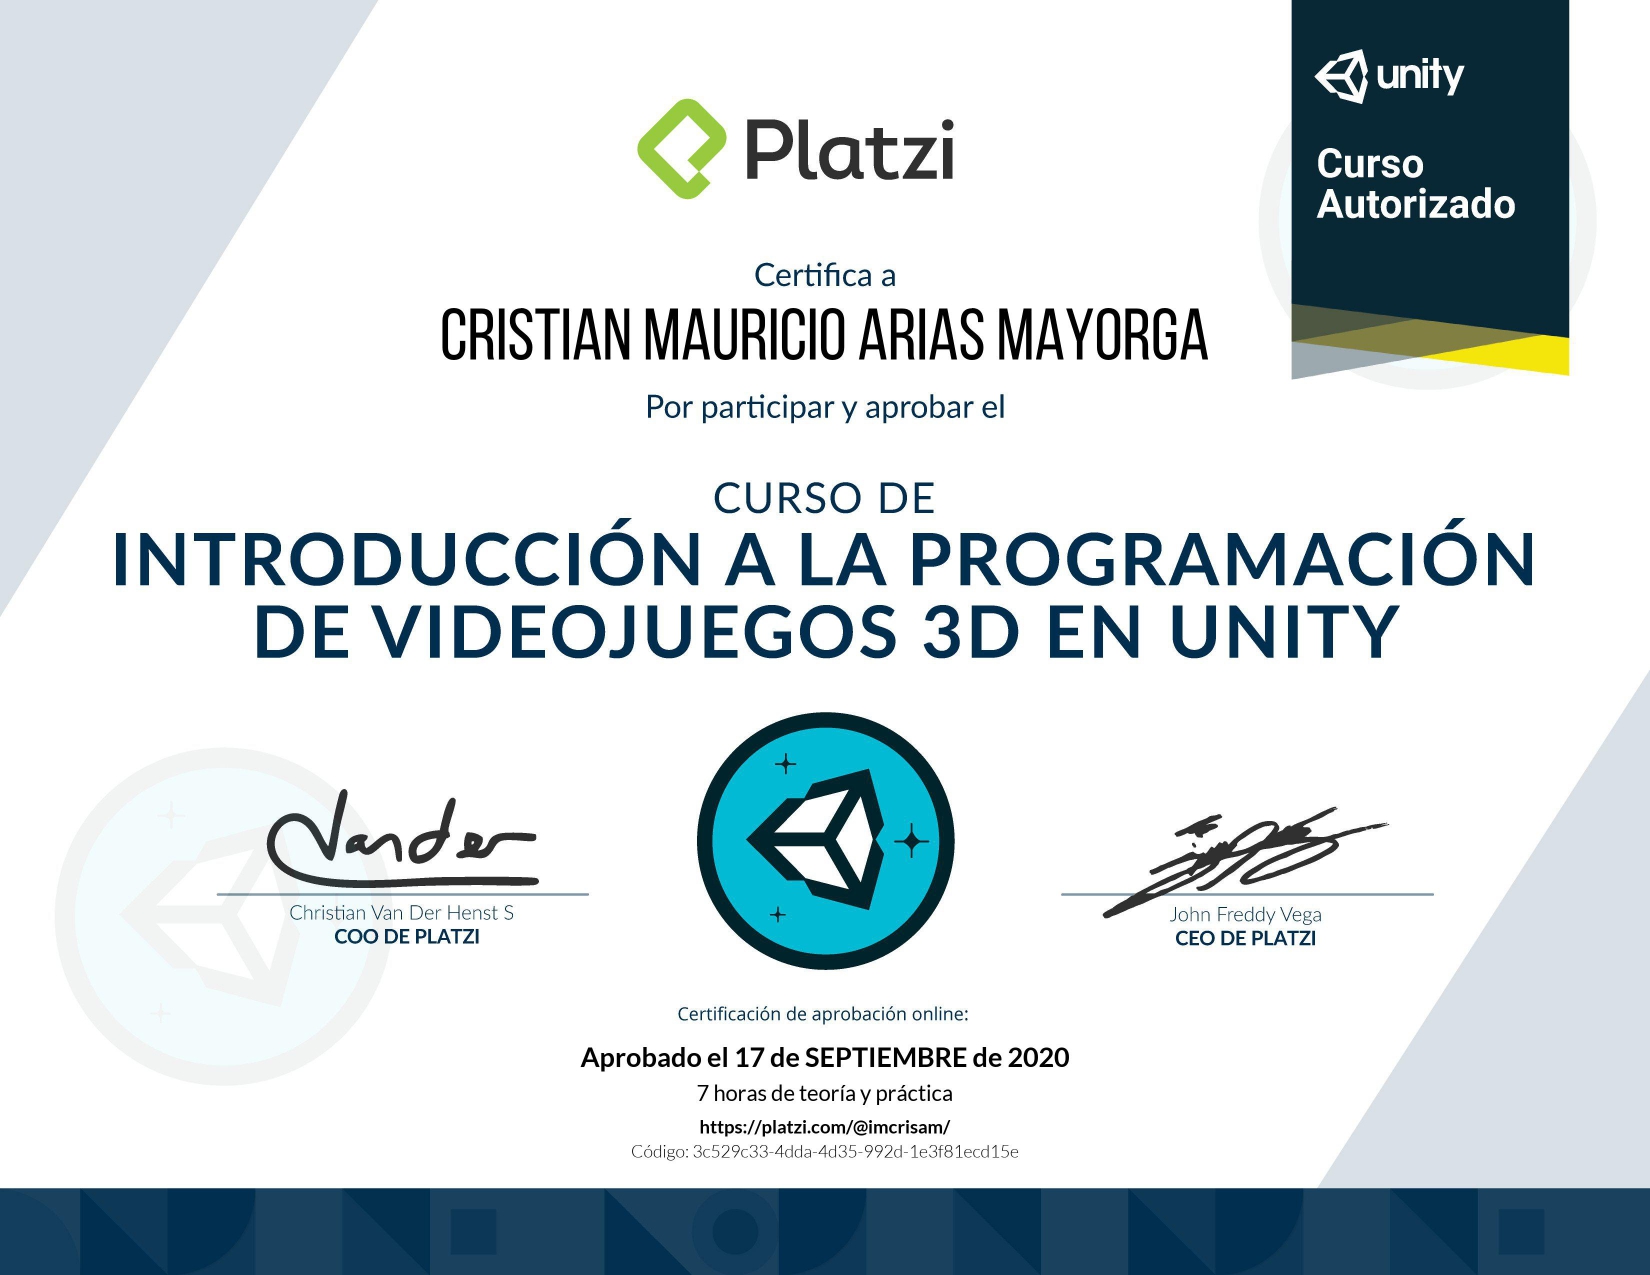 unity
Curso
Autorizado
Platzi
Certifica a
CRISTIAN MAURICIO ARIAS MAYORGA
Por participar y aprobar el
CURSO DE
INTRODUCCIÓN A LA PROGRAMACIÓN
DE VIDEOJUEGOS 3D EN UNITY
Vander
Christian Van Der Henst S
COO DE PLATZI
John Freddy Vega
CEO DE PLATZI
Certificación de aprobación online:
Aprobado el 17 de SEPTIEMBRE de 2020
7 horas de teoría y práctica
https://platzi.com/@imcrisam/
Código: 3c529c33-4dda-4d35-992d-1e3f81ecd15e